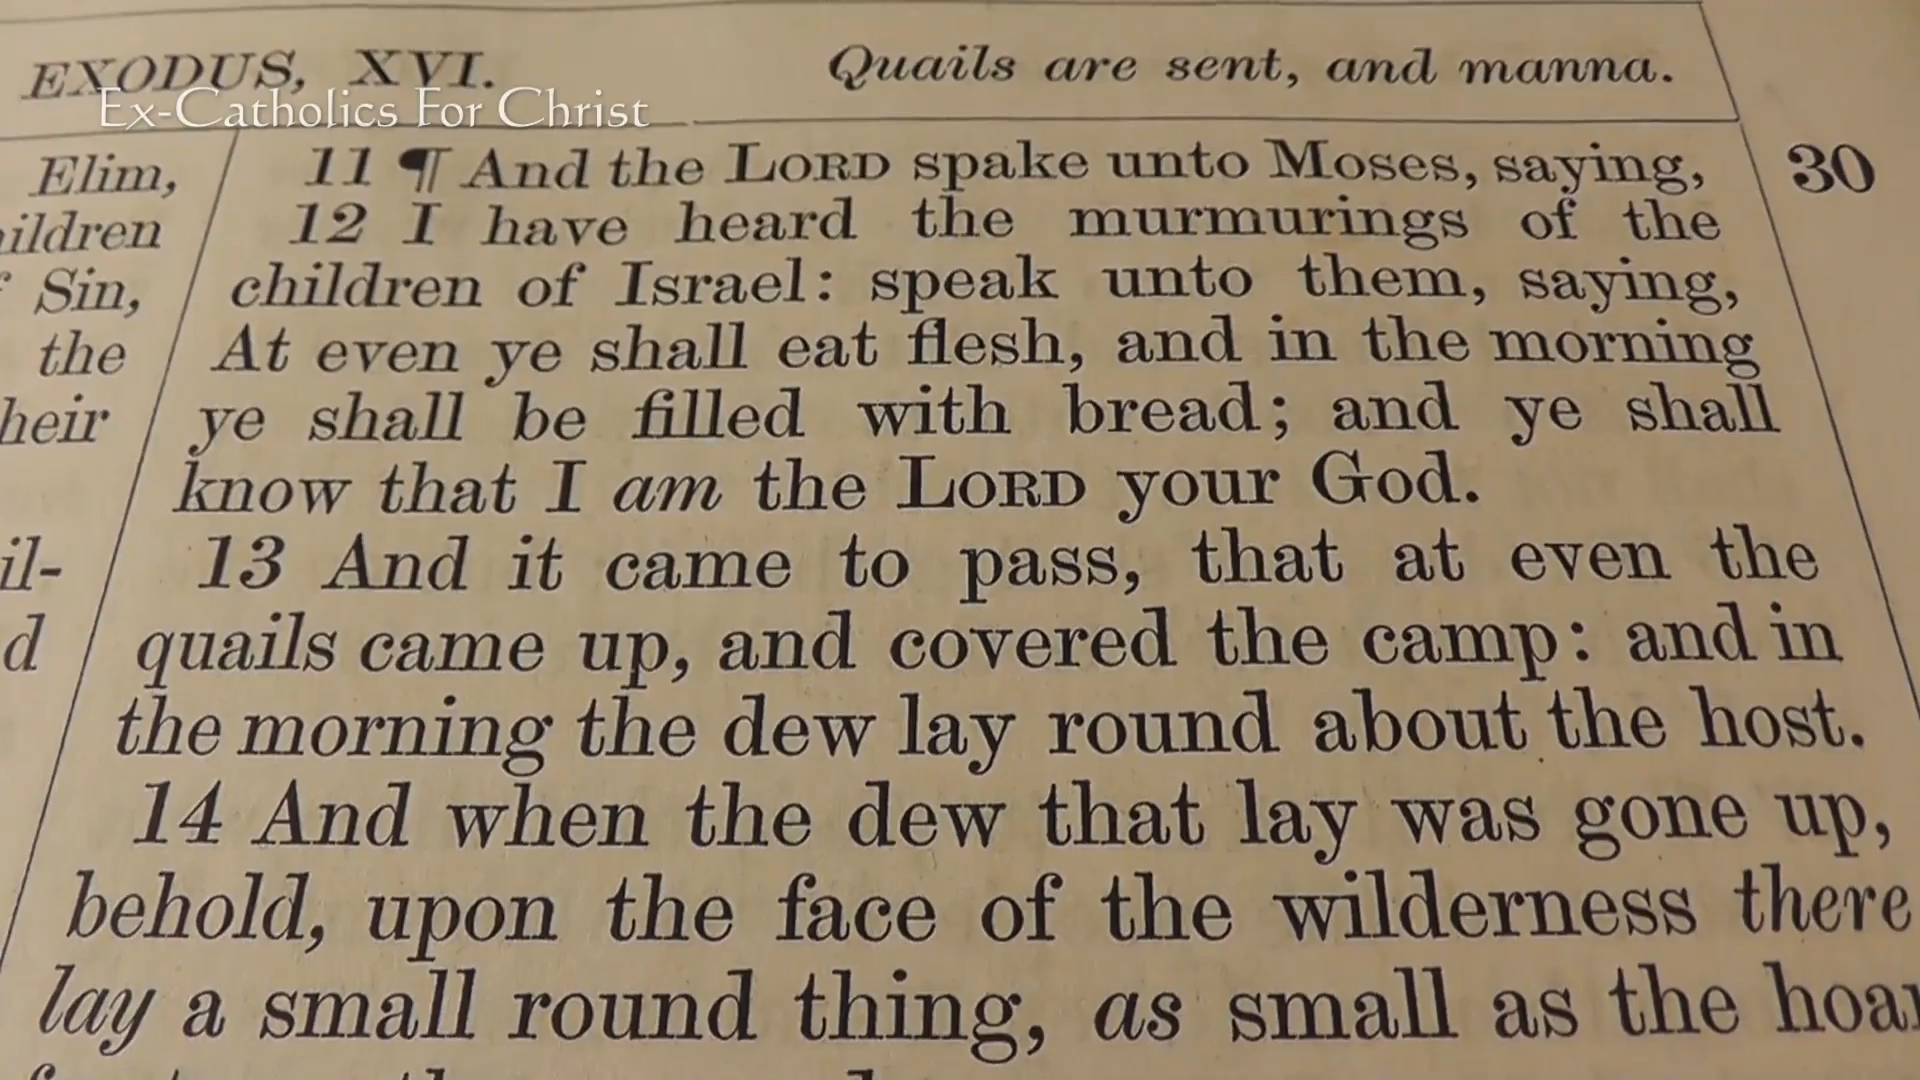 EXODUS, XVI. Quails are sent, and manna.
Ex-Catholics For Christ
Elim,
Sin,
the
11 ¶ And the LORD spake unto Moses, saying,
12 I have heard the murmurings of the
children of Israel: speak unto them, saying,
At even ye shall eat flesh, and in the morning
ye shall be filled with bread; and ye shall
know that I am the LORD your God.
13 And it came to pass, that at even the
quails came up, and covered the camp: and in
the morning the dew lay round about the host.
14 And when the dew that lay was gone up,
behold, upon the face of the wilderness there
lay a small round thing, as small as the
30